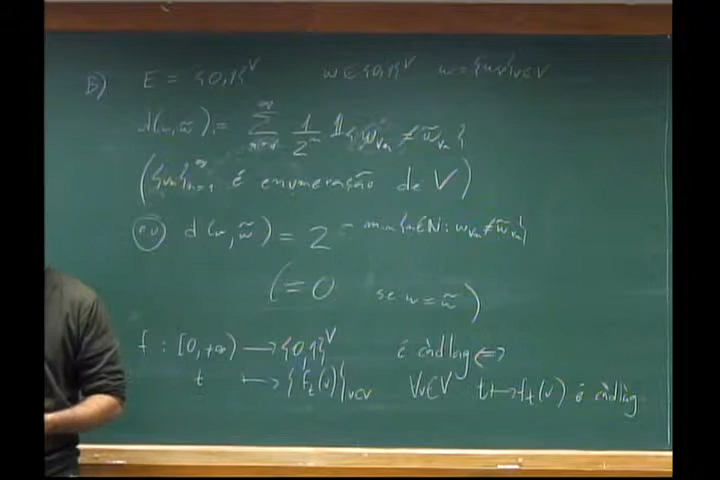 B) E = {0,1}^V w ∈ {0,1}^V w = {w_v}_{v∈V}
d(w, w̃) = Σ_{n=1}^∞ 1/2^n 𝟙{w_{v_n} ≠ w̃_{v_n}}
({v_n}_{n=1}^∞ é enumeração de V)
d(w, w̃) = 2^{- min{n∈N : w_{v_n} ≠ w̃_{v_n}}}
(= 0 se w = w̃)
f : [0,+∞) → {0,1}^V é càdlàg ⇔
t ↦ {f_t(v)}_{v∈V} ∀v∈V t ↦ f_t(v) é càdlàg